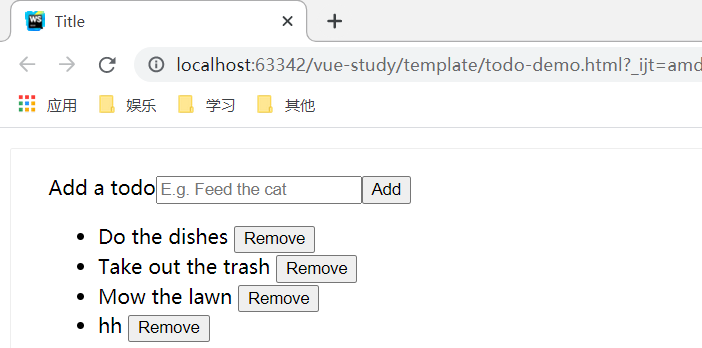 WS Title
localhost:63342/vue-study/template/todo-demo.html?_ijt=amd
应用 娱乐 学习 其他
Add a todo E.g. Feed the cat Add
Do the dishes Remove
Take out the trash Remove
Mow the lawn Remove
hh Remove